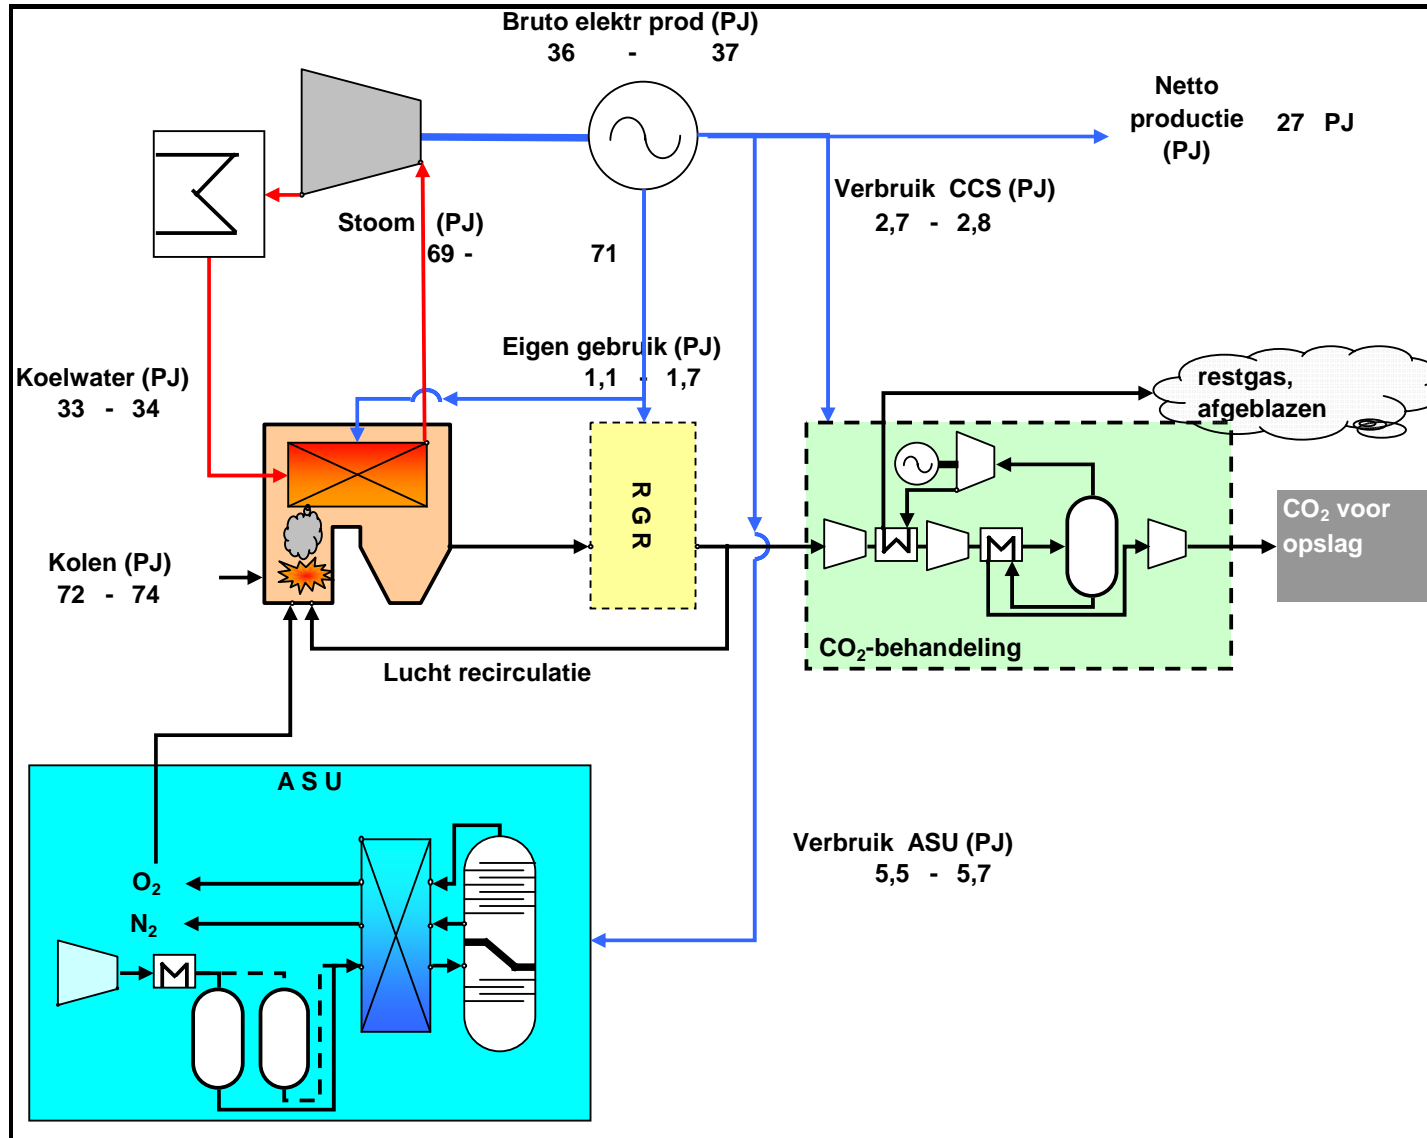 Bruto elektr prod (PJ)
36 - 37
Netto
productie
(PJ)
27 PJ
Verbruik CCS (PJ)
2,7 - 2,8
Stoom (PJ)
69 - 71
Eigen gebruik (PJ)
1,1 - 1,7
Koelwater (PJ)
33 - 34
restgas,
afgeblazen
RGR
CO₂ voor
opslag
Kolen (PJ)
72 - 74
CO₂-behandeling
Lucht recirculatie
A S U
Verbruik ASU (PJ)
5,5 - 5,7
O₂
N₂